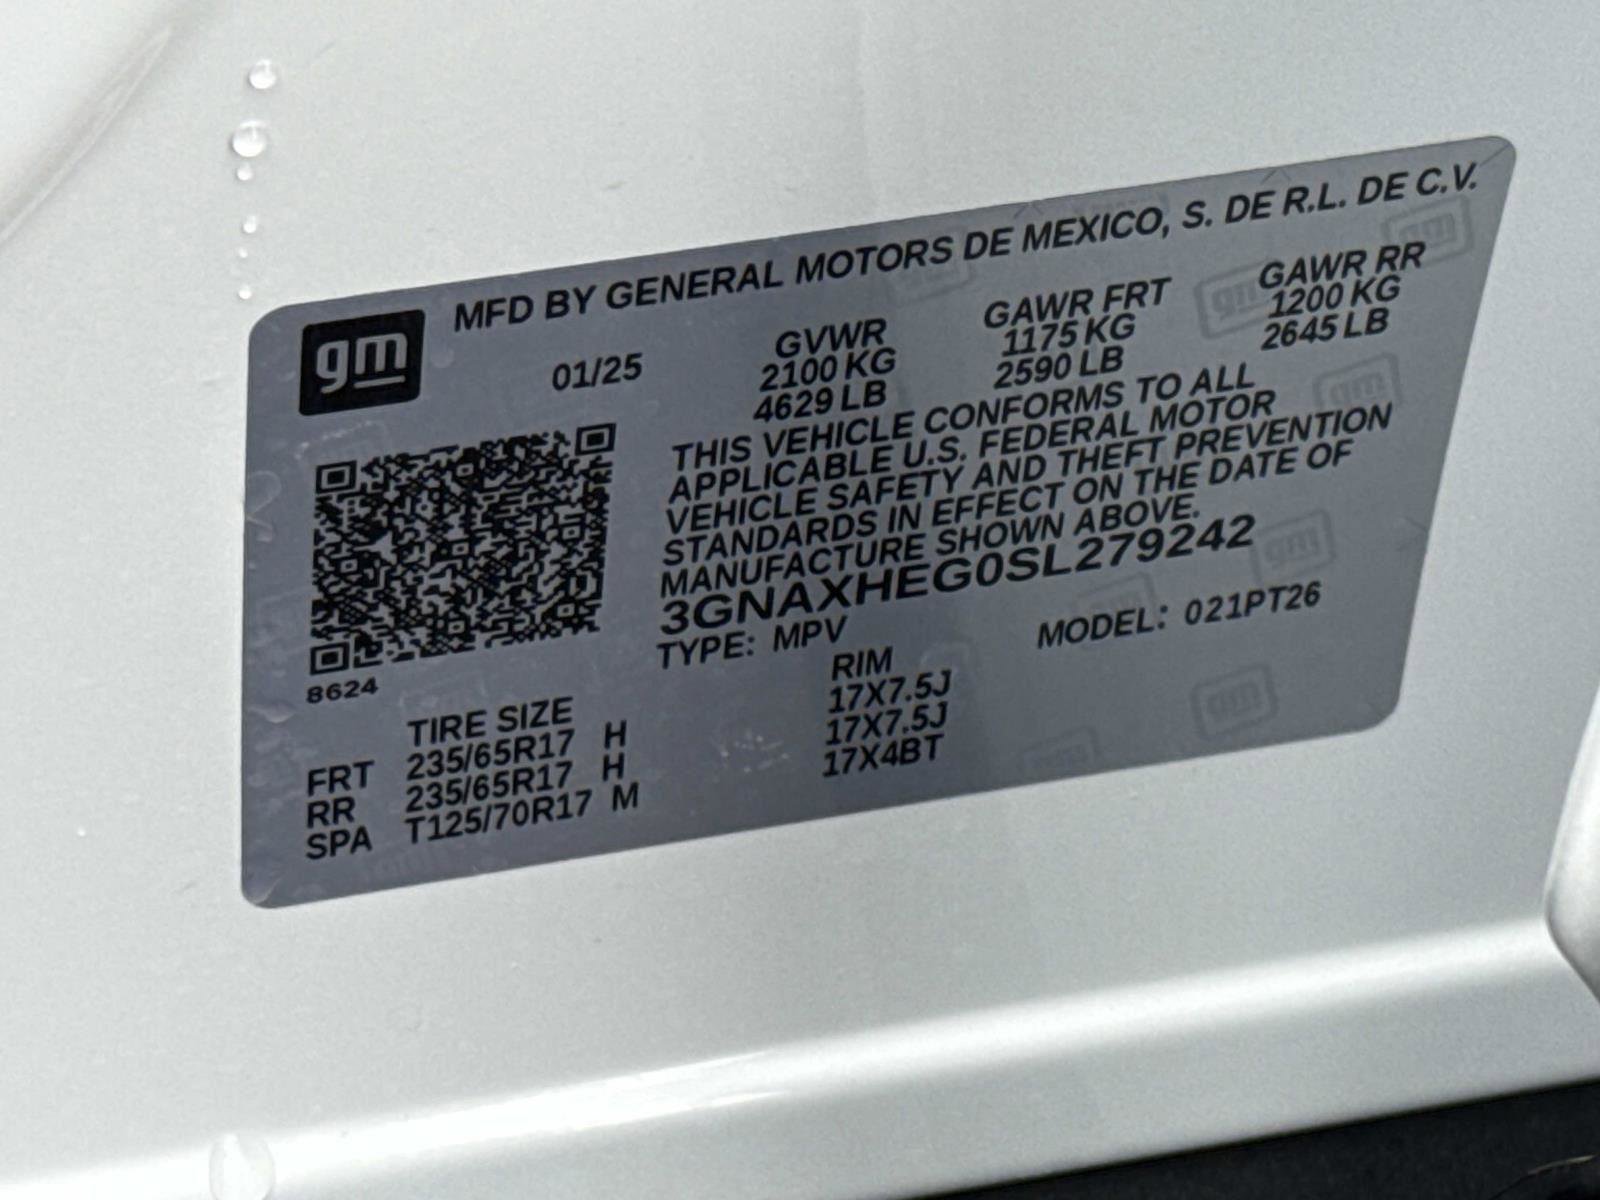 MFD BY GENERAL MOTORS DE MEXICO, S. DE R.L. DE C.V.
gm
01/25
GVWR GAWR FRT GAWR RR
2100 KG 1175 KG 1200 KG
4629 LB 2590 LB 2645 LB
THIS VEHICLE CONFORMS TO ALL
APPLICABLE U.S. FEDERAL MOTOR
VEHICLE SAFETY AND THEFT PREVENTION
STANDARDS IN EFFECT ON THE DATE OF
MANUFACTURE SHOWN ABOVE.
3GNAXHEG0SL279242
TYPE: MPV MODEL: 021PT26
8624
TIRE SIZE RIM
FRT 235/65R17 H 17X7.5J
RR 235/65R17 H 17X7.5J
SPA T125/70R17 M 17X4BT